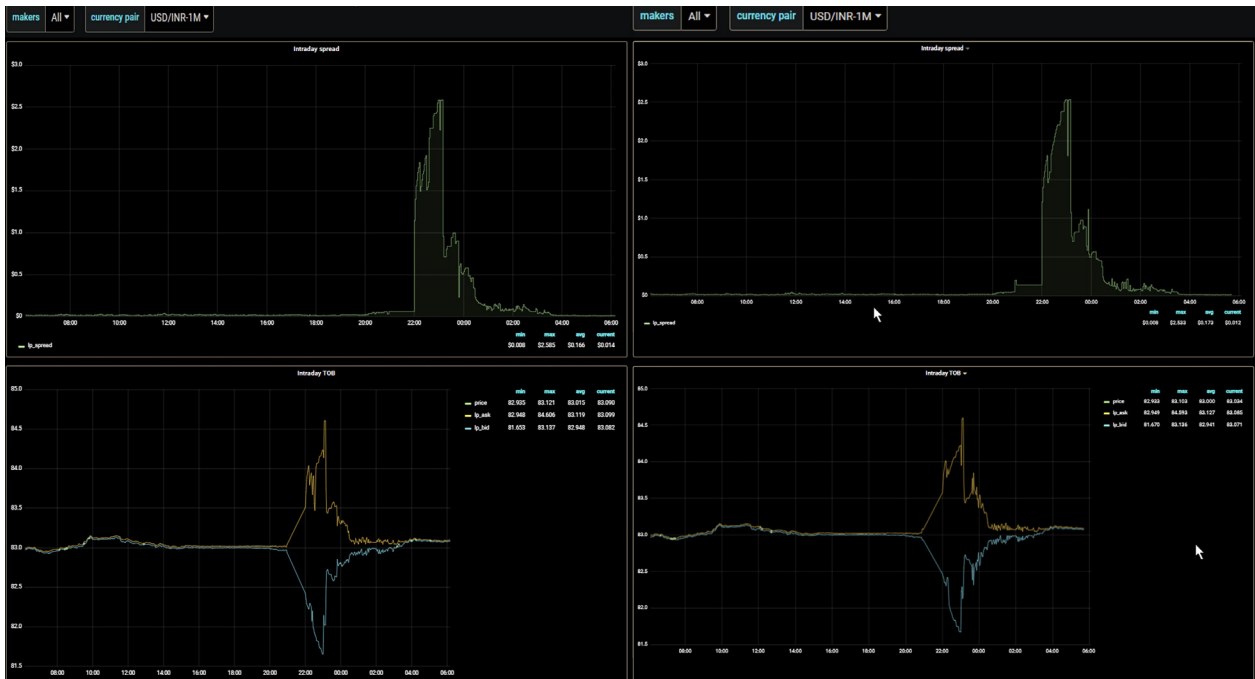 makers All currency pair USD/INR-1M
Intraday spread
$3.0
$2.5
$2.0
$1.5
$1.0
$0.5
$0
08:00 10:00 12:00 14:00 16:00 18:00 20:00 22:00 00:00 02:00 04:00 06:00
min max avg current
lp_spread $0.008 $2.585 $0.166 $0.014
Intraday TOB
85.0
84.5
84.0
83.5
83.0
82.5
82.0
81.5
08:00 10:00 12:00 14:00 16:00 18:00 20:00 22:00 00:00 02:00 04:00 06:00
min max avg current
price 82.935 83.121 83.015 83.090
lp_ask 82.948 84.606 83.119 83.099
lp_bid 81.653 83.137 82.948 83.082
makers All currency pair USD/INR-1M
Intraday spread
$3.0
$2.5
$2.0
$1.5
$1.0
$0.5
$0
08:00 10:00 12:00 14:00 16:00 18:00 20:00 22:00 00:00 02:00 04:00 06:00
min max avg current
lp_spread $0.008 $2.533 $0.173 $0.012
Intraday TOB
85.0
84.5
84.0
83.5
83.0
82.5
82.0
81.5
08:00 10:00 12:00 14:00 16:00 18:00 20:00 22:00 00:00 02:00 04:00 06:00
min max avg current
price 82.933 83.103 83.000 83.034
lp_ask 82.949 84.593 83.127 83.085
lp_bid 81.670 83.136 82.941 83.071